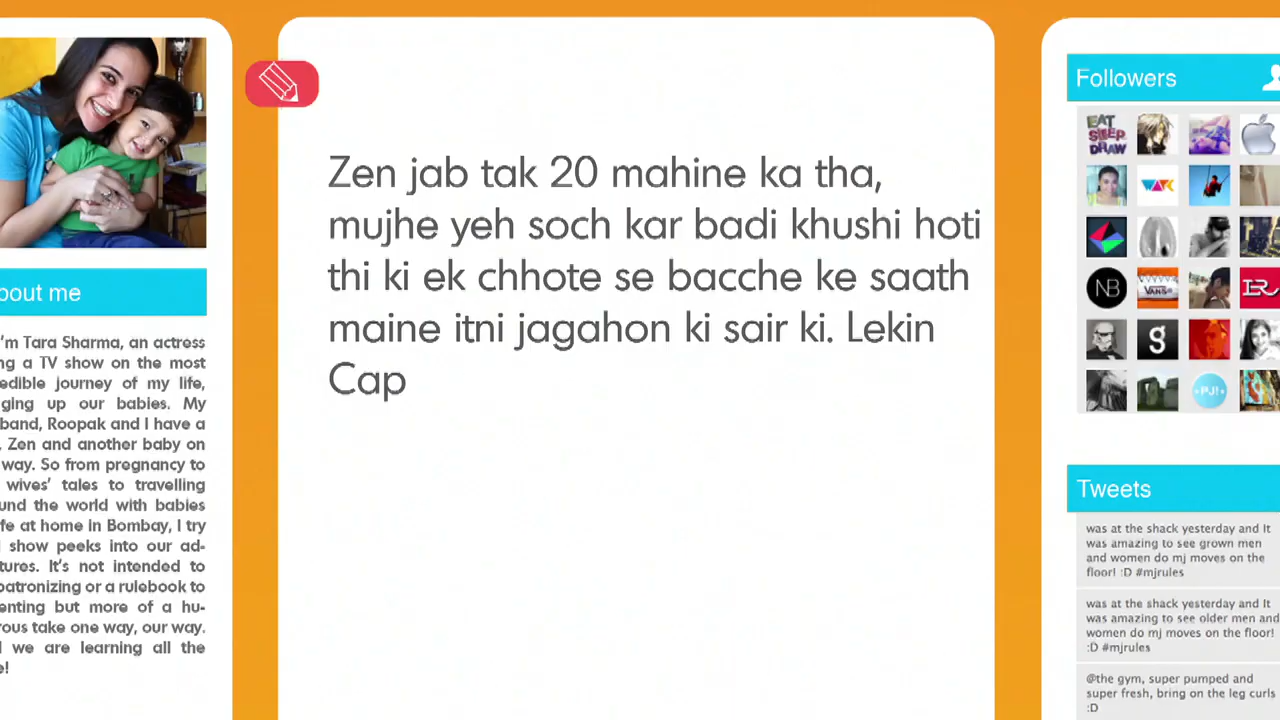 bout me
'm Tara Sharma, an actress
ng a TV show on the most
edible journey of my life,
ging up our babies. My
band, Roopak and I have a
, Zen and another baby on
way. So from pregnancy to
wives' tales to travelling
und the world with babies
fe at home in Bombay, I try
show peeks into our ad-
tures. It's not intended to
patronizing or a rulebook to
enting but more of a hu-
rous take one way, our way.
we are learning all the
e!
Zen jab tak 20 mahine ka tha,
mujhe yeh soch kar badi khushi hoti
thi ki ek chhote se bacche ke saath
maine itni jagahon ki sair ki. Lekin
Cap
Followers
EAT
SLEEP
DRAW
NB
VANS
g
PJ!
Tweets
was at the shack yesterday and It
was amazing to see grown men
and women do mj moves on the
floor! :D #mjrules
was at the shack yesterday and It
was amazing to see older men and
women do mj moves on the floor!
:D #mjrules
@the gym, super pumped and
super fresh, bring on the leg curls
:D